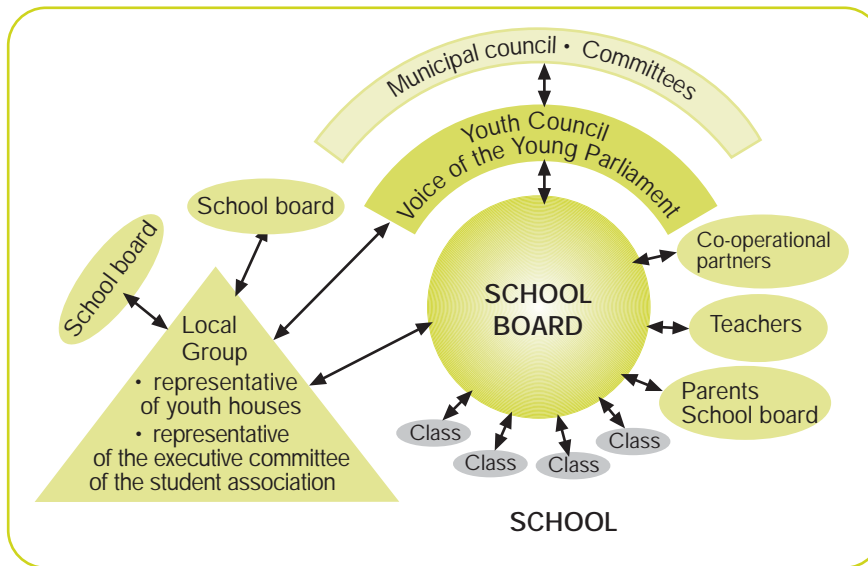 Municipal council • Committees
Youth Council
Voice of the Young Parliament
School board
School board
Local
Group
• representative
of youth houses
• representative
of the executive committee
of the student association
SCHOOL
BOARD
Co-operational
partners
Teachers
Parents
School board
Class
Class
Class
Class
SCHOOL